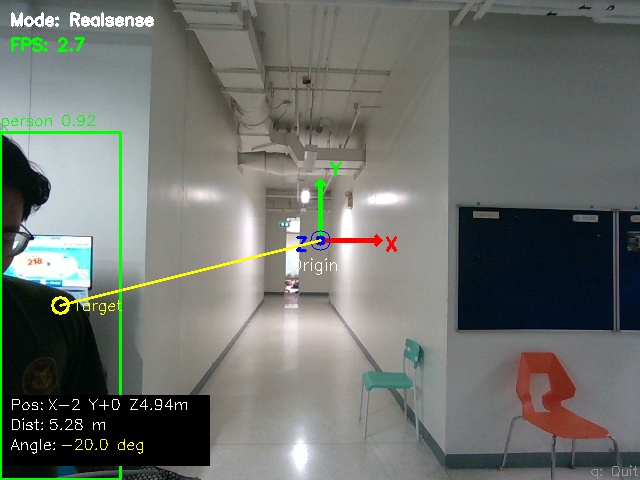 Mode: Realsense
FPS: 2.7
person 0.92
Y
Z
X
Origin
218
Target
Pos: X-2 Y+0 Z4.94m
Dist: 5.28 m
Angle: -20.0 deg
q: Quit